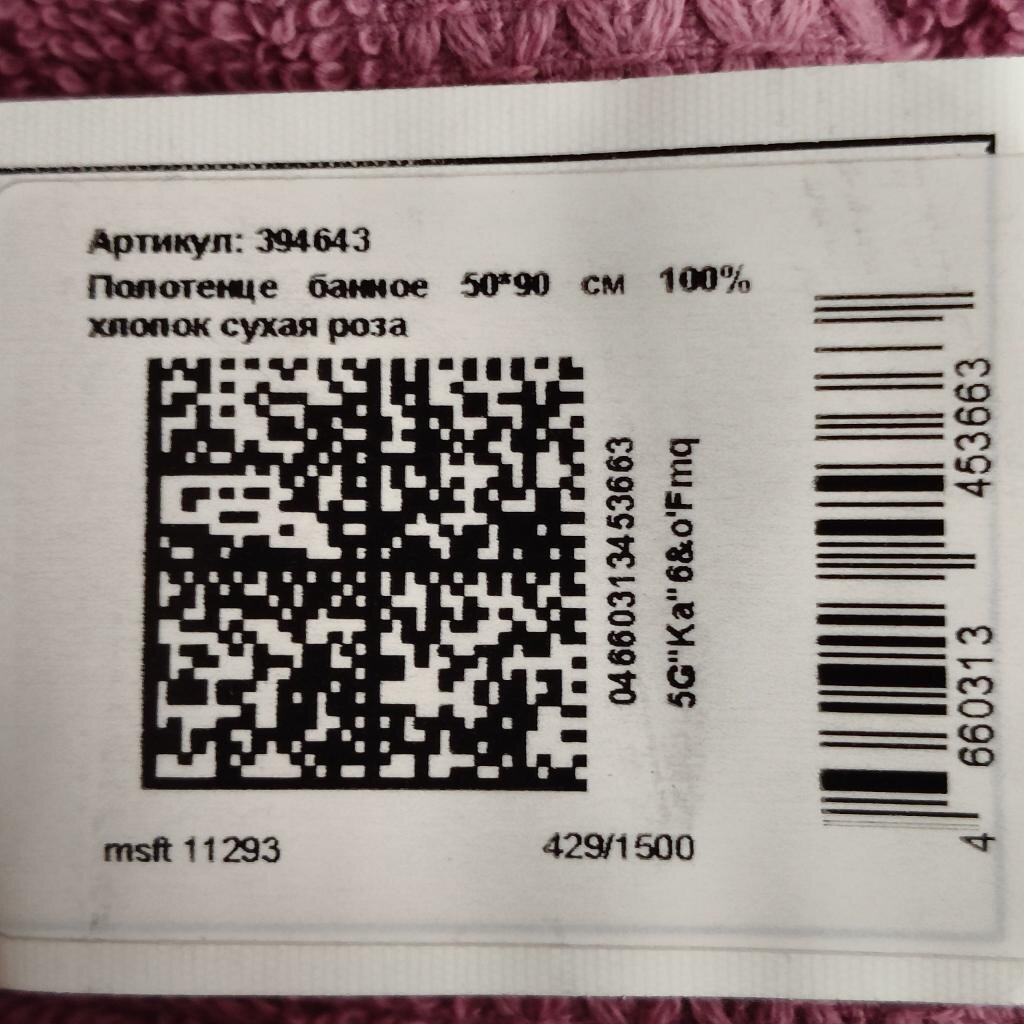 Артикул: 394643
Полотенце банное 50*90 см 100%
хлопок сухая роза
04660313453663
5G"Ka"6&o'Fmq
msft 11293
429/1500
4 660313 453663